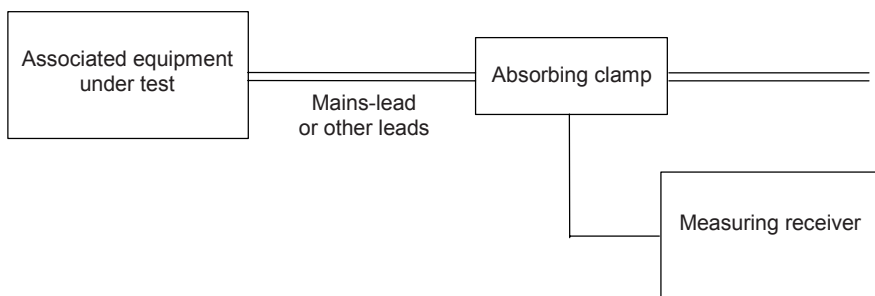 Associated equipment
under test
Absorbing clamp
Mains-lead
or other leads
Measuring receiver